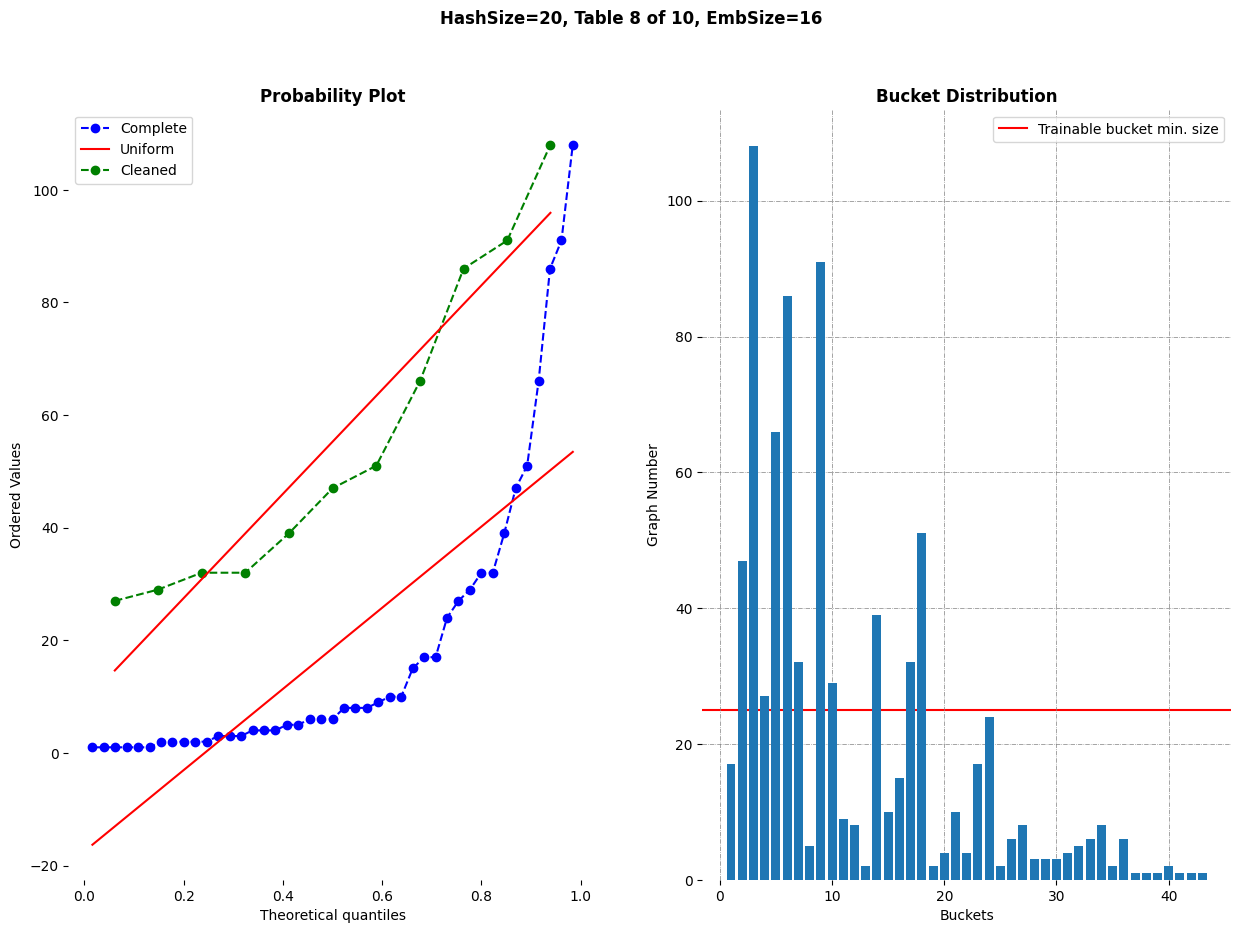 HashSize=20, Table 8 of 10, EmbSize=16
Probability Plot
Complete
Uniform
Cleaned
Ordered Values
100
80
60
40
20
0
−20
0.0 0.2 0.4 0.6 0.8 1.0
Theoretical quantiles
Bucket Distribution
Trainable bucket min. size
Graph Number
100
80
60
40
20
0
0 10 20 30 40
Buckets